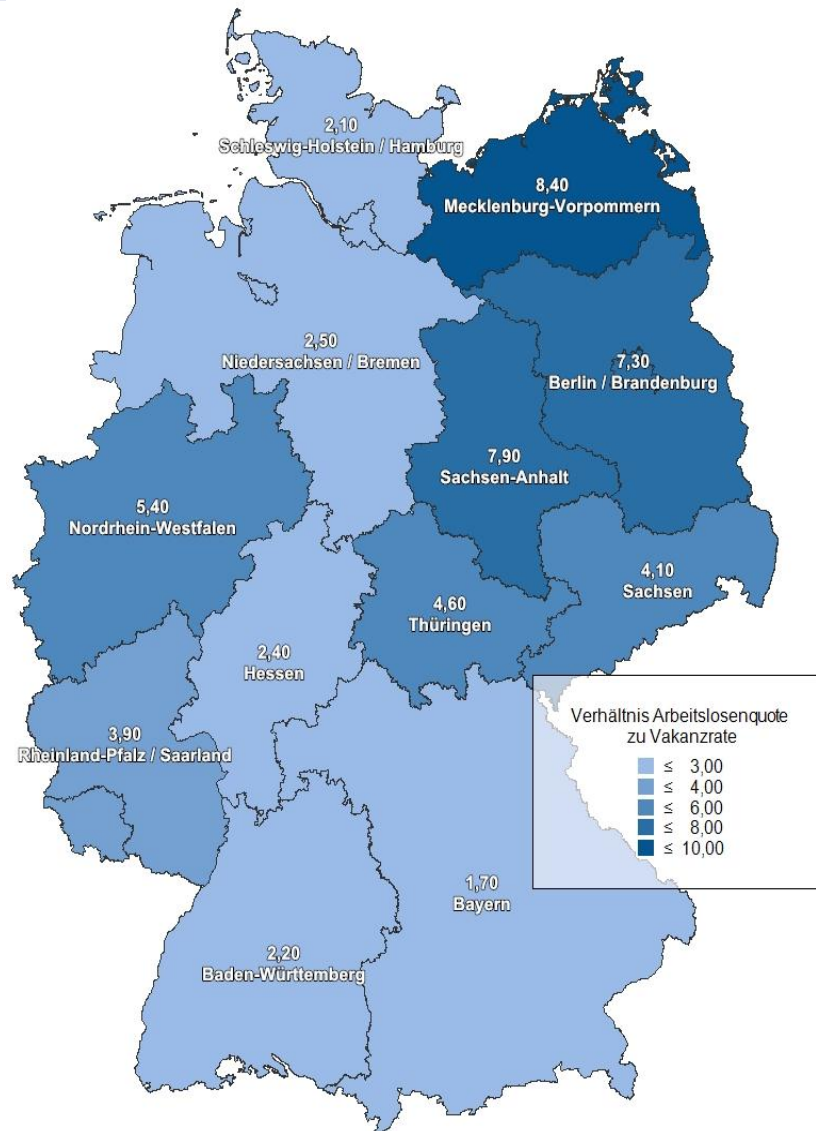 2,10
Schleswig-Holstein / Hamburg
8,40
Mecklenburg-Vorpommern
2,50
Niedersachsen / Bremen
7,30
Berlin / Brandenburg
7,90
Sachsen-Anhalt
5,40
Nordrhein-Westfalen
4,10
Sachsen
4,60
Thüringen
2,40
Hessen
3,90
Rheinland-Pfalz / Saarland
Verhältnis Arbeitslosenquote
zu Vakanzrate
≤ 3,00
≤ 4,00
≤ 6,00
≤ 8,00
≤ 10,00
1,70
Bayern
2,20
Baden-Württemberg